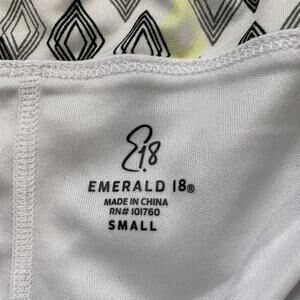 E18
EMERALD 18®
MADE IN CHINA
RN# 101760
SMALL